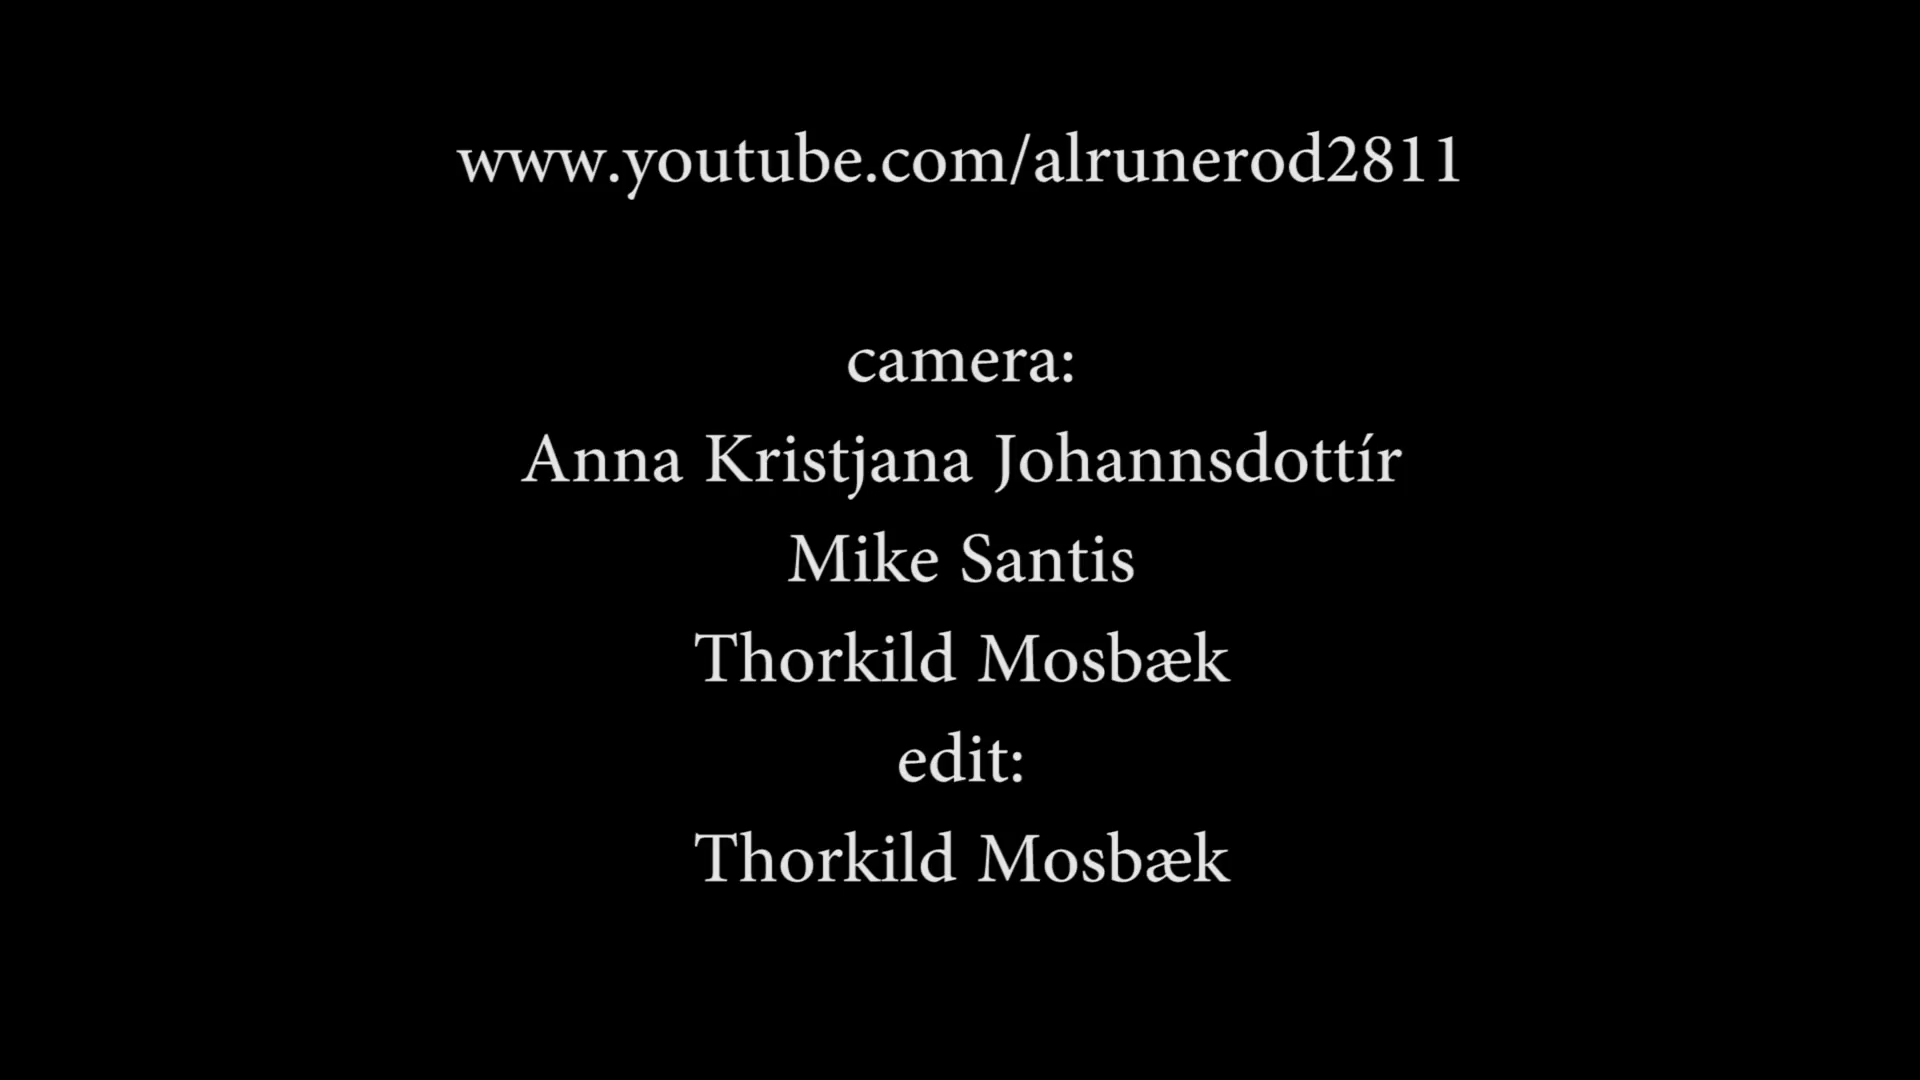 www.youtube.com/alrunerod2811
camera:
Anna Kristjana Johannsdottír
Mike Santis
Thorkild Mosbæk
edit:
Thorkild Mosbæk